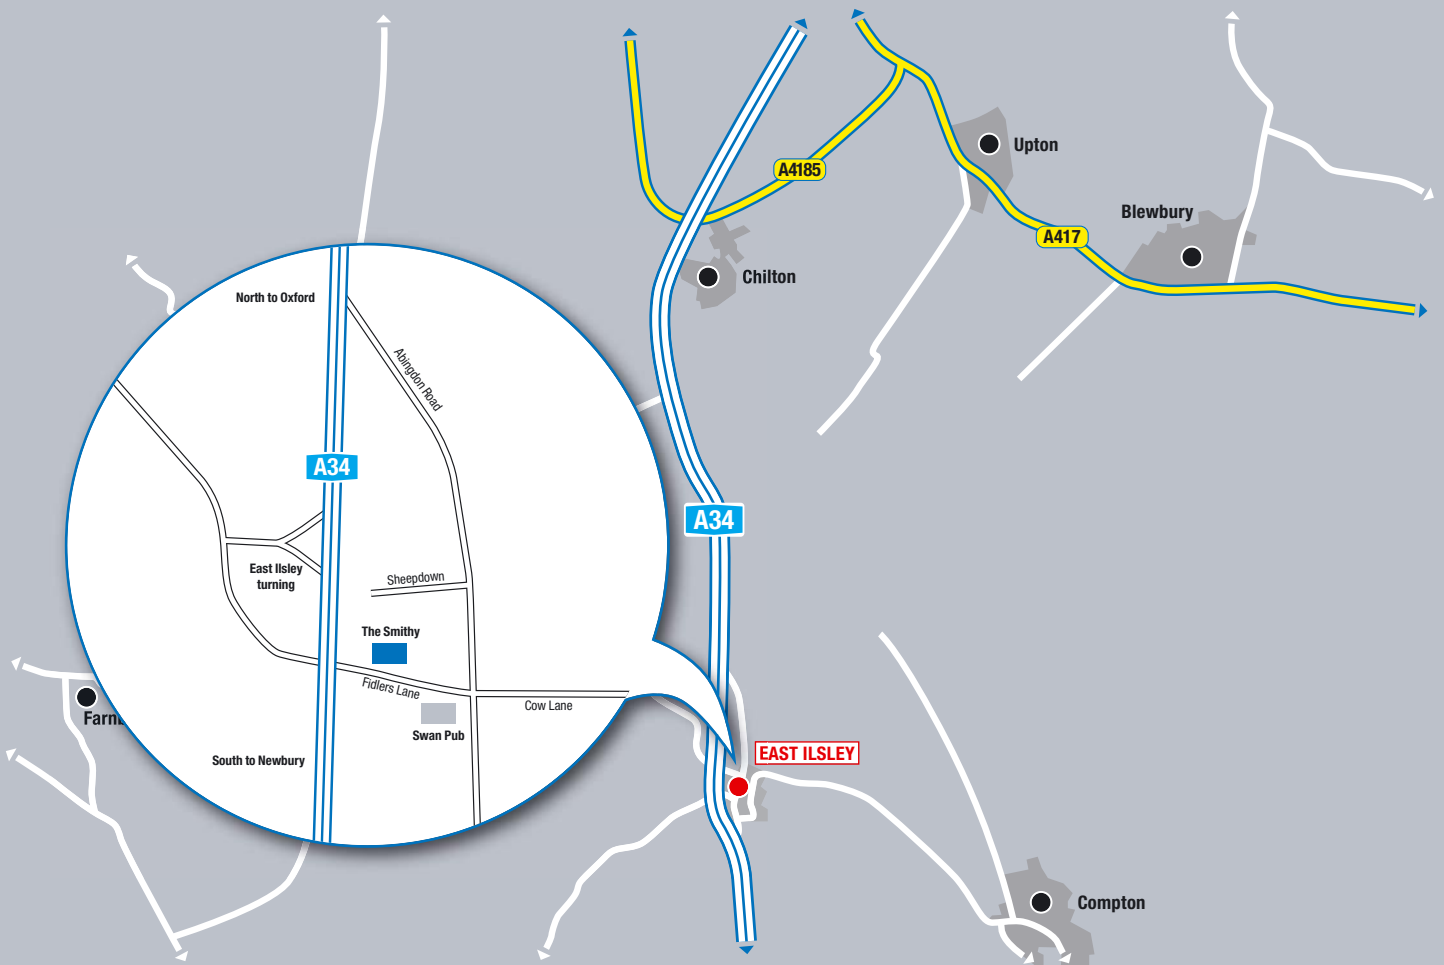 A4185
Upton
Blewbury
A417
Chilton
North to Oxford
Abingdon Road
A34
A34
East Ilsley
turning
Sheepdown
The Smithy
Fidlers Lane
Cow Lane
Swan Pub
South to Newbury
EAST ILSLEY
Compton